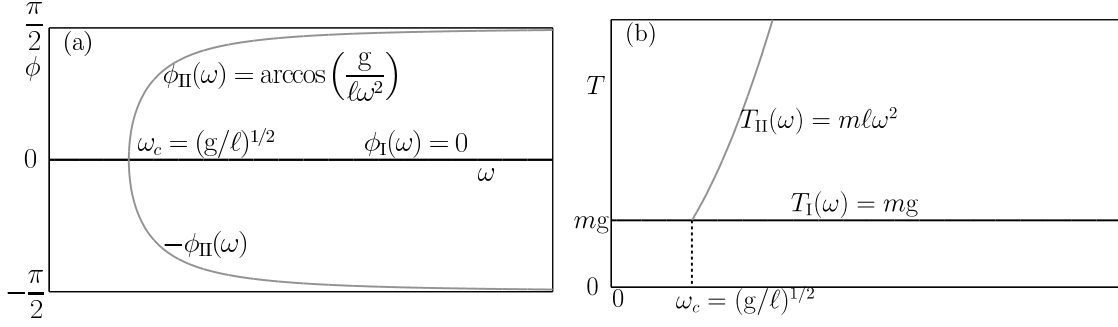 π/2
(a)
ϕ
ϕ_II(ω) = arccos (g/ℓω²)
ω_c = (g/ℓ)^1/2
ϕ_I(ω) = 0
0
ω
−ϕ_II(ω)
−π/2
(b)
T
T_II(ω) = mℓω²
T_I(ω) = mg
mg
0
0
ω_c = (g/ℓ)^1/2